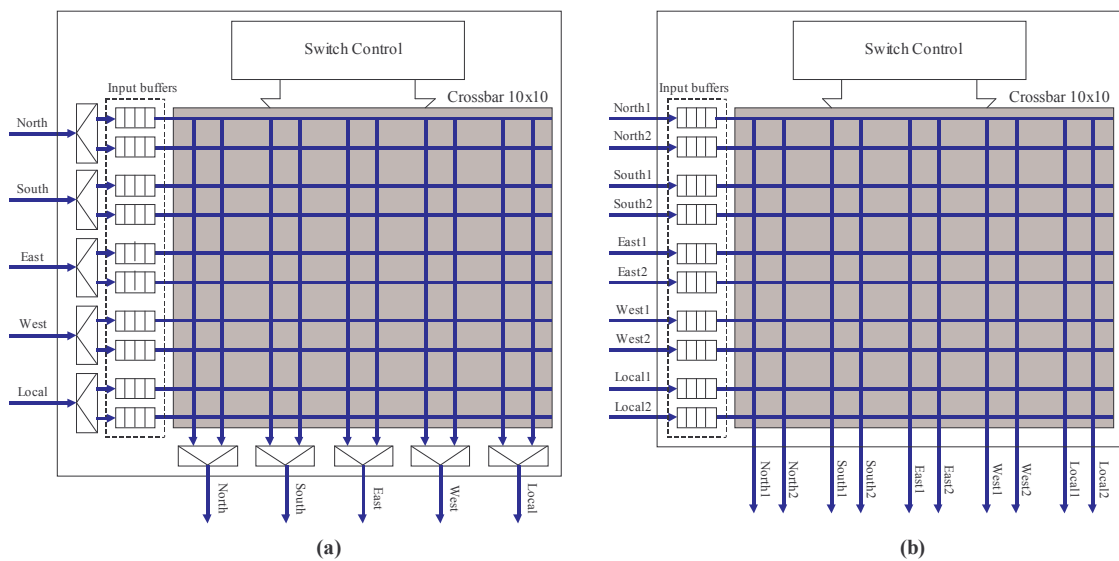 Switch Control
Input buffers
Crossbar 10x10
North
South
East
West
Local
North
South
East
West
Local
(a)
Switch Control
Input buffers
Crossbar 10x10
North1
North2
South1
South2
East1
East2
West1
West2
Local1
Local2
North1
North2
South1
South2
East1
East2
West1
West2
Local1
Local2
(b)